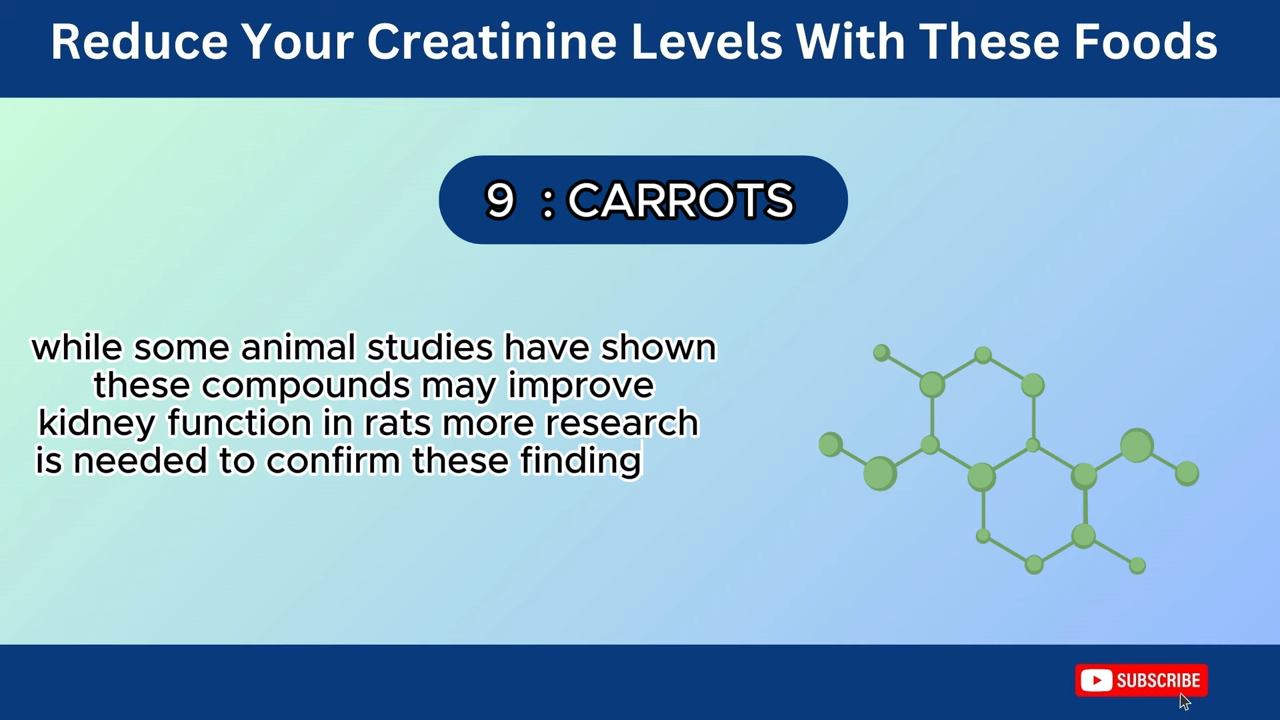 Reduce Your Creatinine Levels With These Foods
9 : CARROTS
while some animal studies have shown
these compounds may improve
kidney function in rats more research
is needed to confirm these finding
SUBSCRIBE